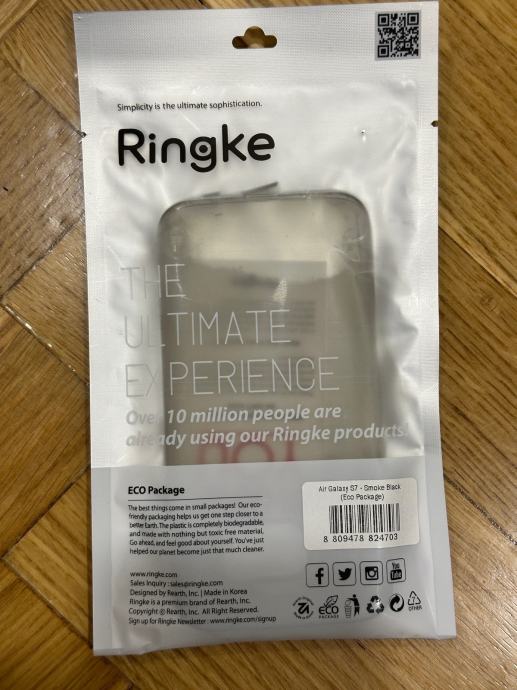 Simplicity is the ultimate sophistication.
Ringke
THE
ULTIMATE
EXPERIENCE
Over 10 million people are
already using our Ringke products!
ECO Package
The best things come in small packages! Our eco-
friendly packaging helps us get one step closer to a
better Earth. The plastic is completely biodegradable,
and made with nothing but toxic free material.
Go ahead, and feel good about yourself. You've just
helped our planet become just that much cleaner.
Air Galaxy S7 - Smoke Black
(Eco Package)
8 809478 824703
www.ringke.com
Sales Inquiry : sales@ringke.com
Designed by Rearth, Inc. | Made in Korea
Ringke is a premium brand of Rearth, Inc.
Copyright © Rearth, Inc. All Right Reserved.
Sign up for Ringke Newsletter : www.ringke.com/signup
You
Tube
ECO
PACKAGE
OTHER